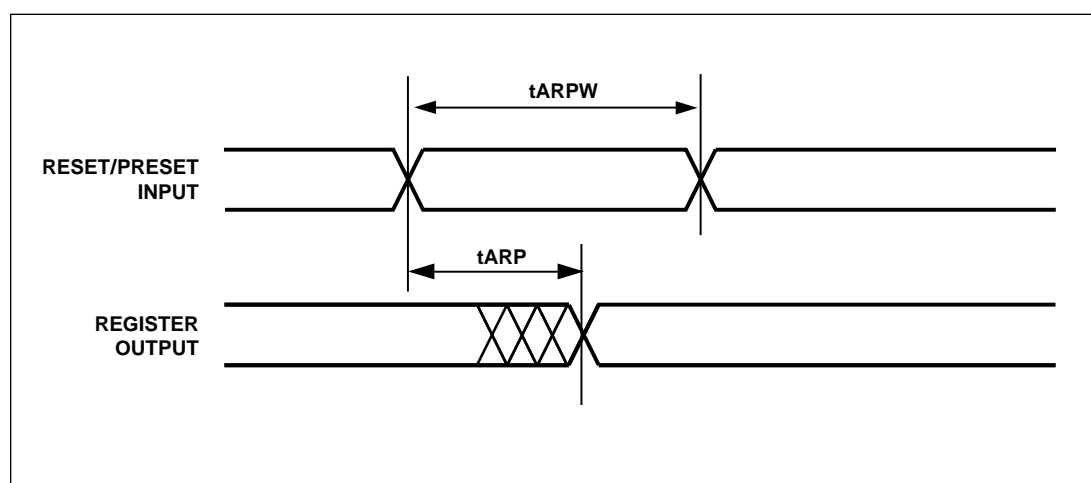 tARPW
RESET/PRESET
INPUT
tARP
REGISTER
OUTPUT